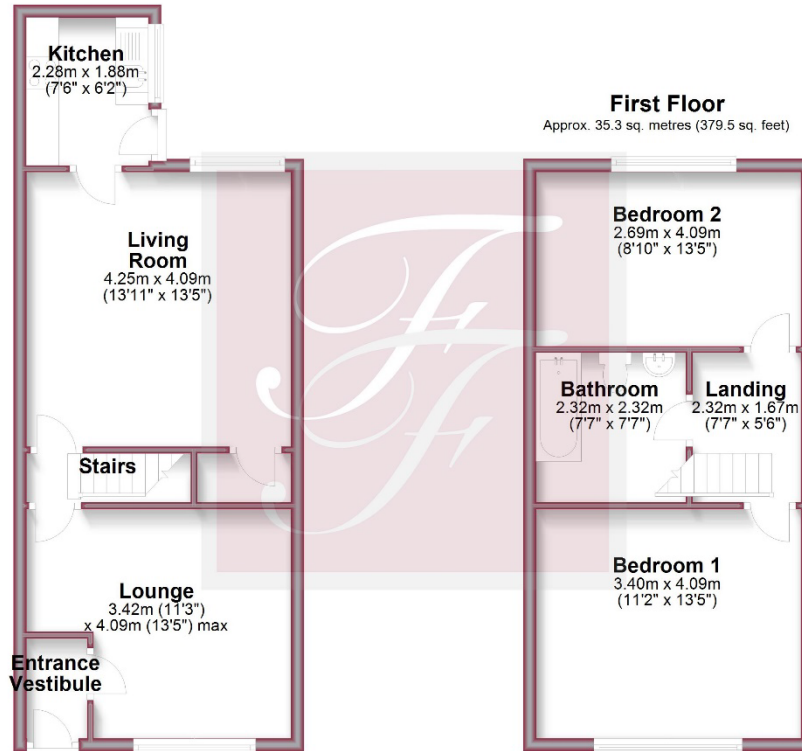 Kitchen
2.28m x 1.88m
(7'6" x 6'2")
Living
Room
4.25m x 4.09m
(13'11" x 13'5")
Stairs
Lounge
3.42m (11'3")
x 4.09m (13'5") max
Entrance
Vestibule
First Floor
Approx. 35.3 sq. metres (379.5 sq. feet)
Bedroom 2
2.69m x 4.09m
(8'10" x 13'5")
Bathroom
2.32m x 2.32m
(7'7" x 7'7")
Landing
2.32m x 1.67m
(7'7" x 5'6")
Bedroom 1
3.40m x 4.09m
(11'2" x 13'5")
F
F